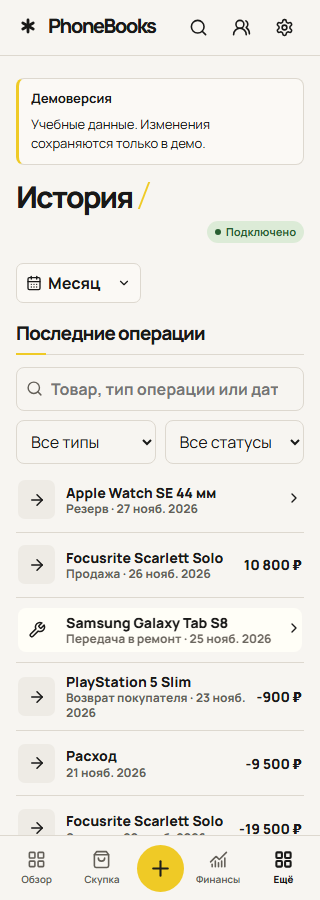 PhoneBooks
Демоверсия
Учебные данные. Изменения
сохраняются только в демо.
История /
Подключено
Месяц
Последние операции
Товар, тип операции или дат
Все типы
Все статусы
Apple Watch SE 44 мм
Резерв · 27 нояб. 2026
Focusrite Scarlett Solo
10 800 ₽
Продажа · 26 нояб. 2026
Samsung Galaxy Tab S8
Передача в ремонт · 25 нояб. 2026
PlayStation 5 Slim
Возврат покупателя · 23 нояб.
2026
-900 ₽
Расход
-9 500 ₽
21 нояб. 2026
Focusrite Scarlett Solo
-19 500 ₽
Обзор
Скупка
Финансы
Ещё